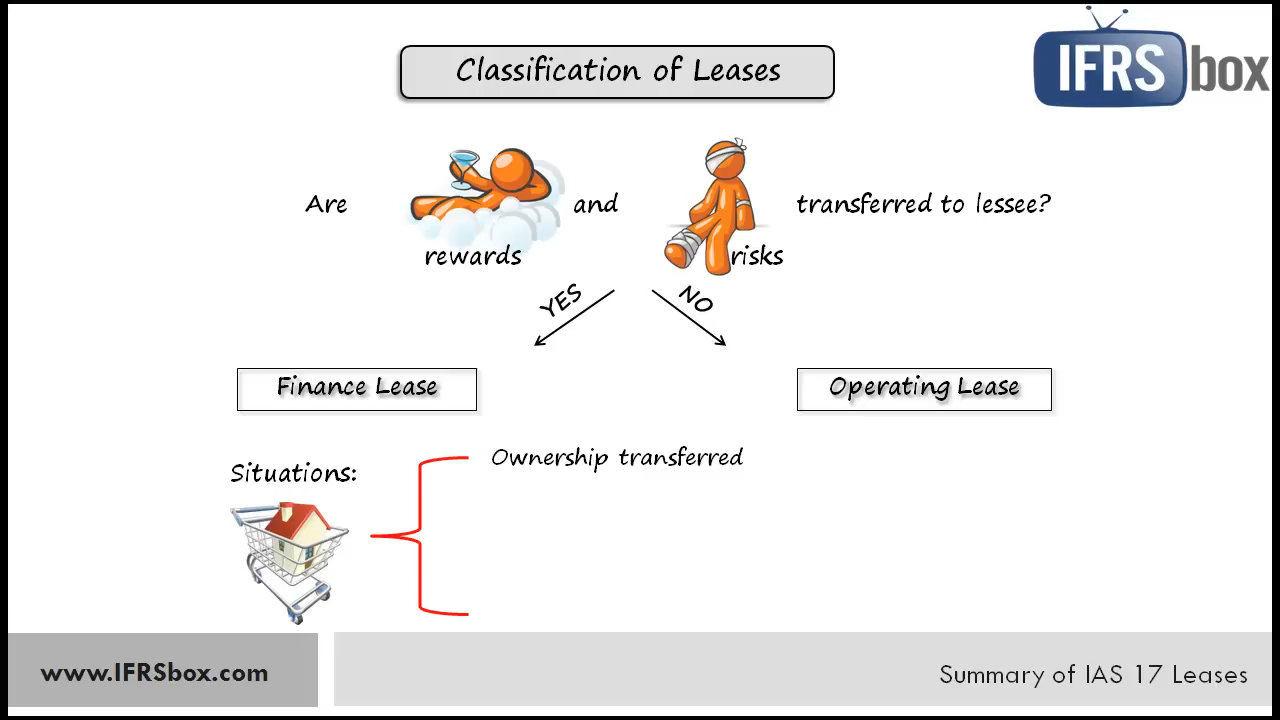 IFRS box
Classification of Leases
Are rewards and risks transferred to lessee?
YES
NO
Finance Lease
Operating Lease
Situations:
Ownership transferred
www.IFRSbox.com
Summary of IAS 17 Leases